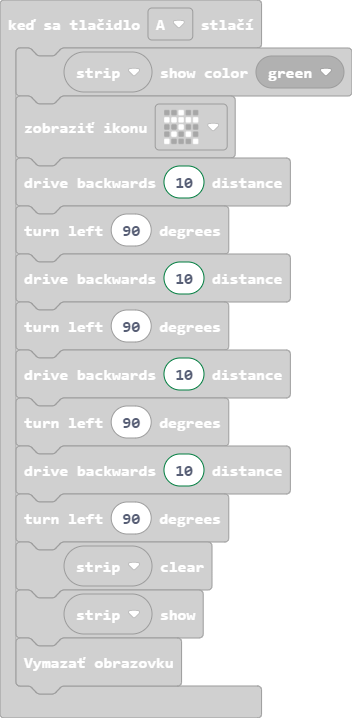 keď sa tlačidlo A stlačí
strip show color green
zobraziť ikonu
drive backwards 10 distance
turn left 90 degrees
drive backwards 10 distance
turn left 90 degrees
drive backwards 10 distance
turn left 90 degrees
drive backwards 10 distance
turn left 90 degrees
strip clear
strip show
Vymazať obrazovku